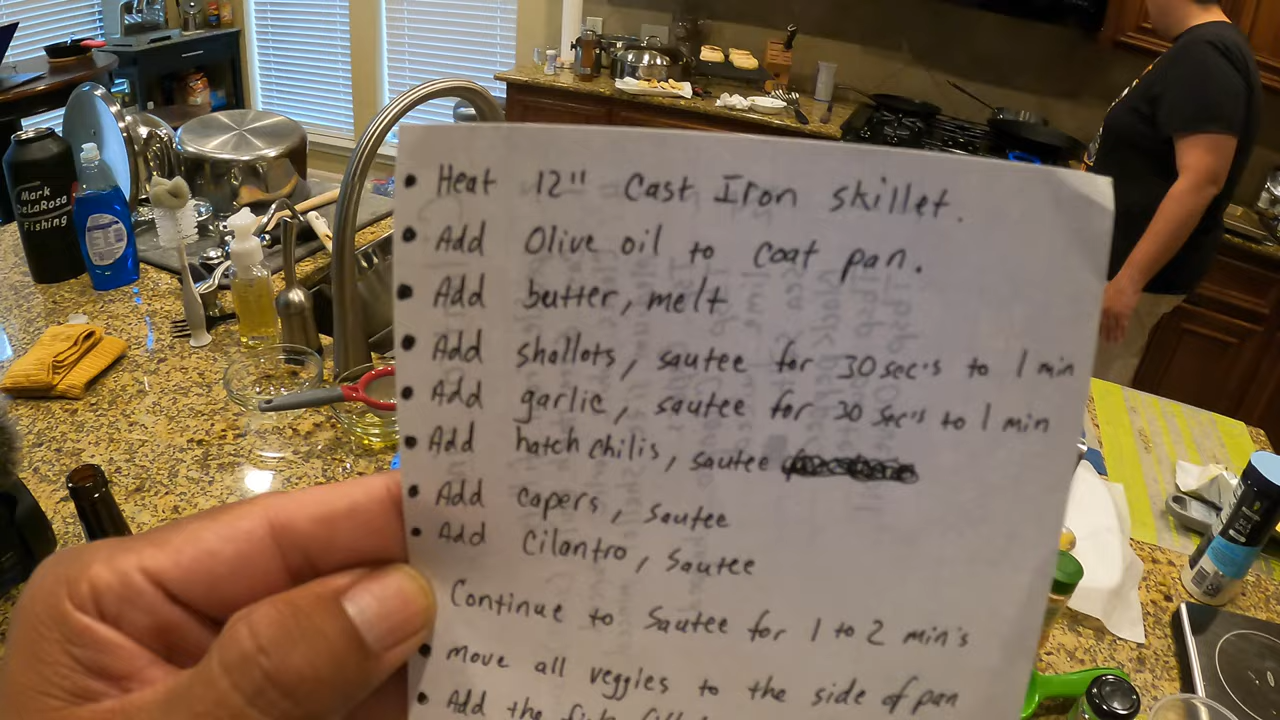 Mark
DeLaRosa
Fishing
• Heat 12" Cast Iron skillet.
• Add Olive oil to coat pan.
• Add butter, melt
• Add shallots, sautee for 30 sec's to 1 min
• Add garlic, sautee for 30 sec's to 1 min
• Add hatch chilis, sautee
• Add capers, sautee
• Add Cilantro, sautee
Continue to Sautee for 1 to 2 min's
• move all veggies to the side of pan
• Add the fish